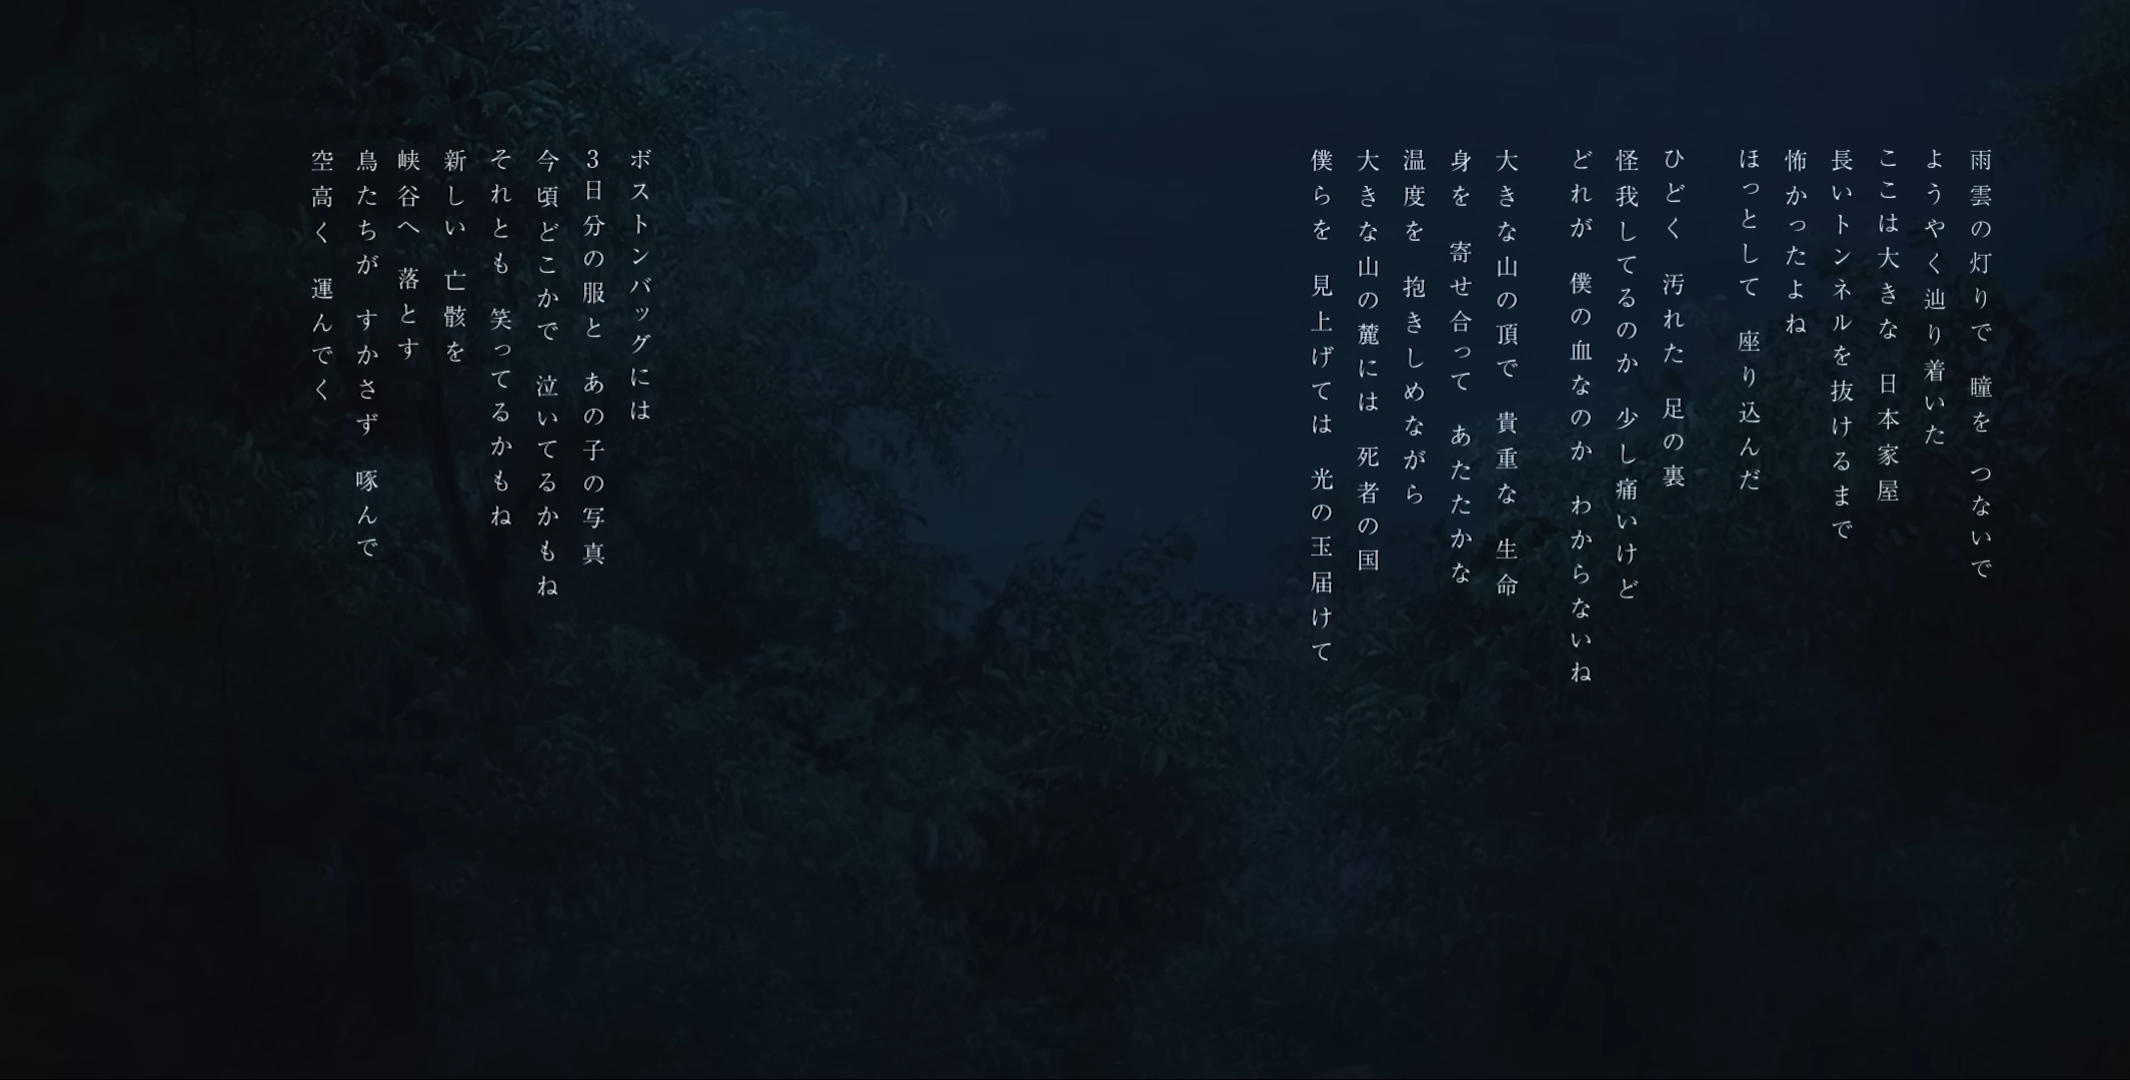 雨雲の灯りで　瞳を　つないで
ようやく辿り着いた
ここは大きな　日本家屋
長いトンネルを抜けるまで
怖かったよね
ほっとして　座り込んだ
ひどく　汚れた　足の裏
怪我してるのか　少し痛いけど
どれが　僕の血なのか　わからないね
大きな山の頂で　貴重な　生命
身を　寄せ合って　あたたかな
温度を　抱きしめながら
大きな山の麓には　死者の国
僕らを　見上げては　光の玉届けて
ボストンバッグには
3日分の服と　あの子の写真
今頃どこかで　泣いてるかもね
それとも　笑ってるかもね
新しい　亡骸を
峡谷へ　落とす
鳥たちが　すかさず　啄んで
空高く　運んでく